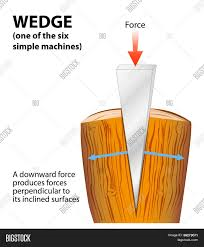 WEDGE
(one of the six
simple machines)
Force
A downward force
produces forces
perpendicular to
its inclined surfaces
BIGSTOCK